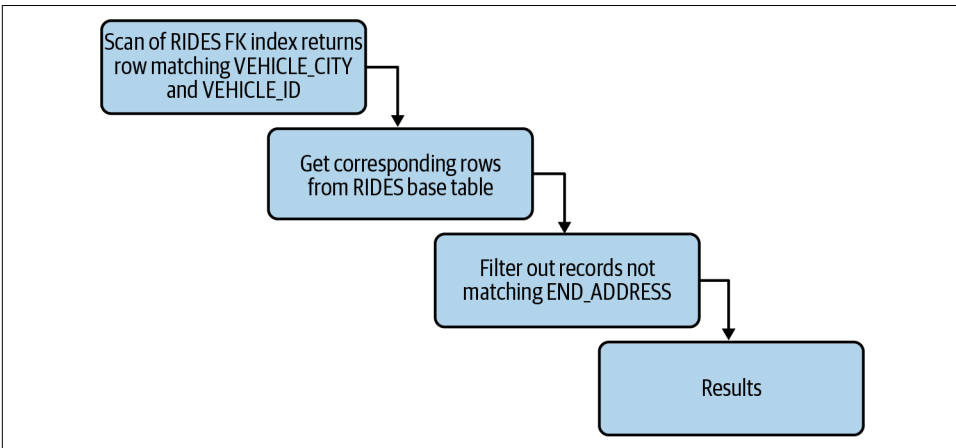 Scan of RIDES FK index returns
row matching VEHICLE_CITY
and VEHICLE_ID
Get corresponding rows
from RIDES base table
Filter out records not
matching END_ADDRESS
Results